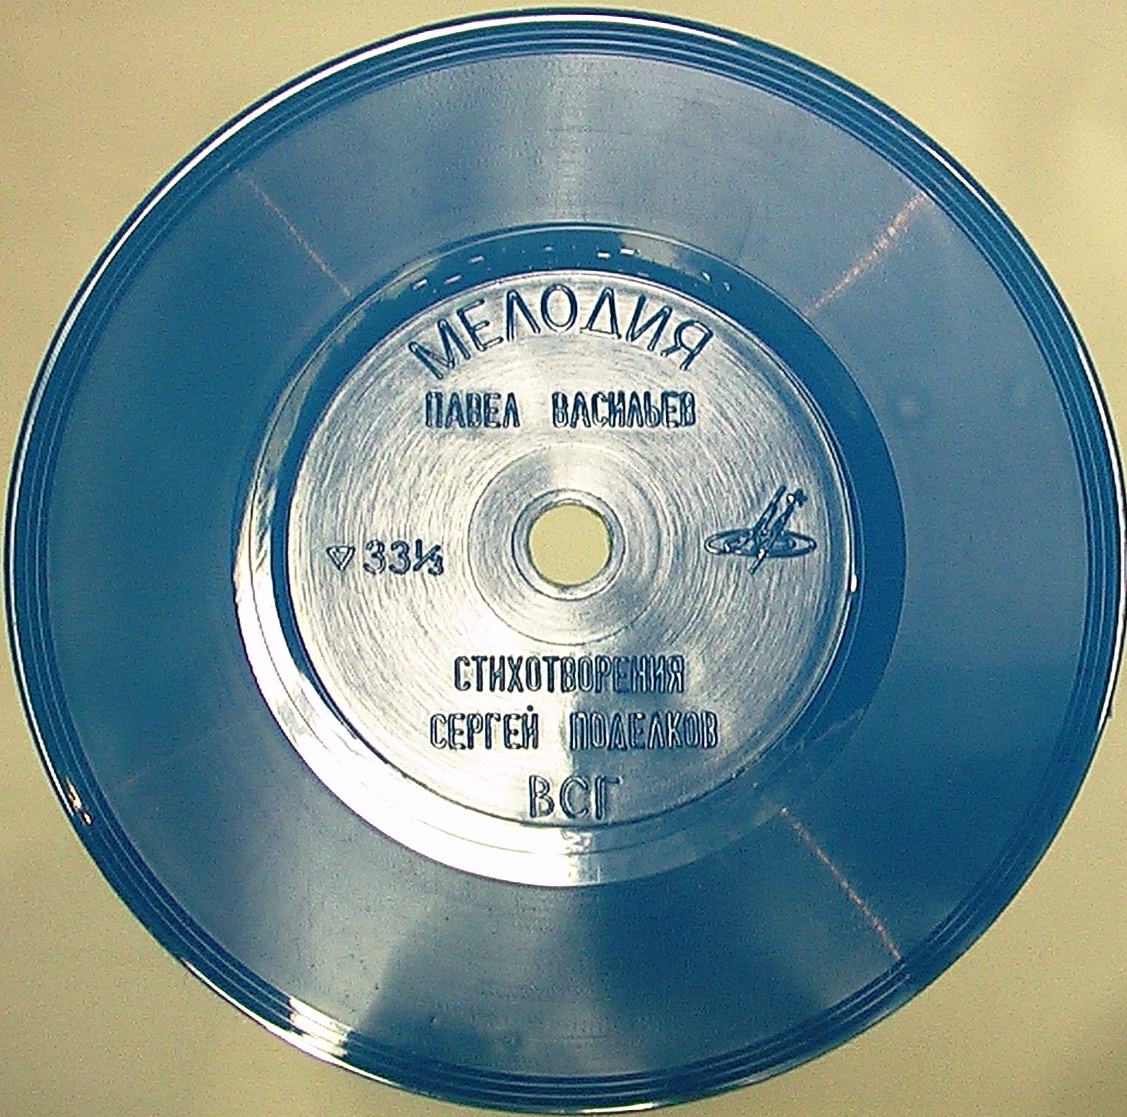 МЕЛОДИЯ
ПАВЕЛ ВАСИЛЬЕВ
33⅓
СТИХОТВОРЕНИЯ
СЕРГЕЙ ПОДЕЛКОВ
ВСГ